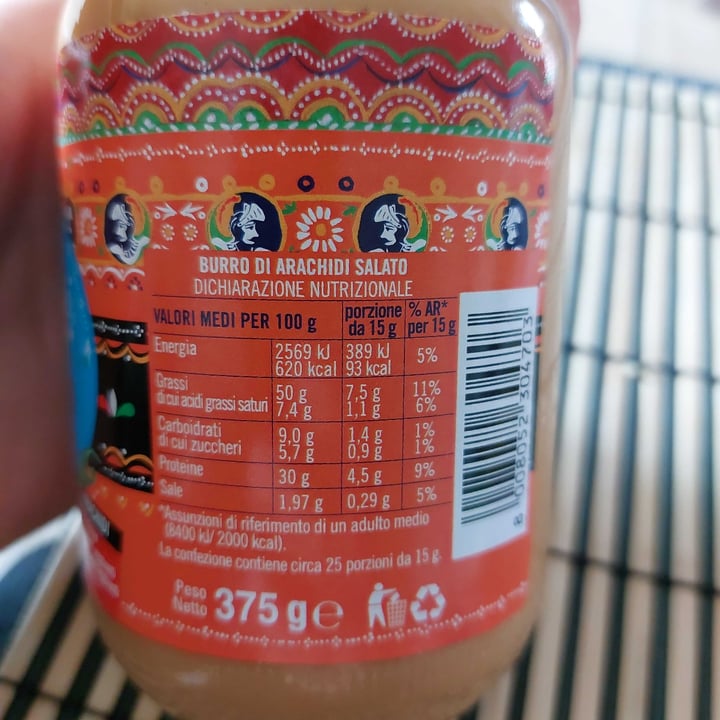 BURRO DI ARACHIDI SALATO
DICHIARAZIONE NUTRIZIONALE
VALORI MEDI PER 100 g porzione da 15 g % AR* per 15 g
Energia 2569 kJ 389 kJ 5%
620 kcal 93 kcal
Grassi 50 g 7,5 g 11%
di cui acidi grassi saturi 7,4 g 1,1 g 6%
Carboidrati 9,0 g 1,4 g 1%
di cui zuccheri 5,7 g 0,9 g 1%
Proteine 30 g 4,5 g 9%
Sale 1,97 g 0,29 g 5%
*Assunzioni di riferimento di un adulto medio
(8400 kJ/ 2000 kcal).
La confezione contiene circa 25 porzioni da 15 g.
Peso
Netto 375 g e
8 008052 304703